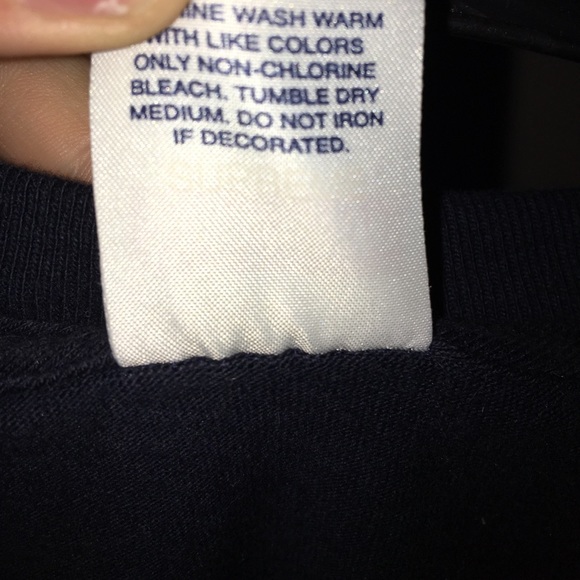 INE WASH WARM
WITH LIKE COLORS
ONLY NON-CHLORINE
BLEACH. TUMBLE DRY
MEDIUM. DO NOT IRON
IF DECORATED.